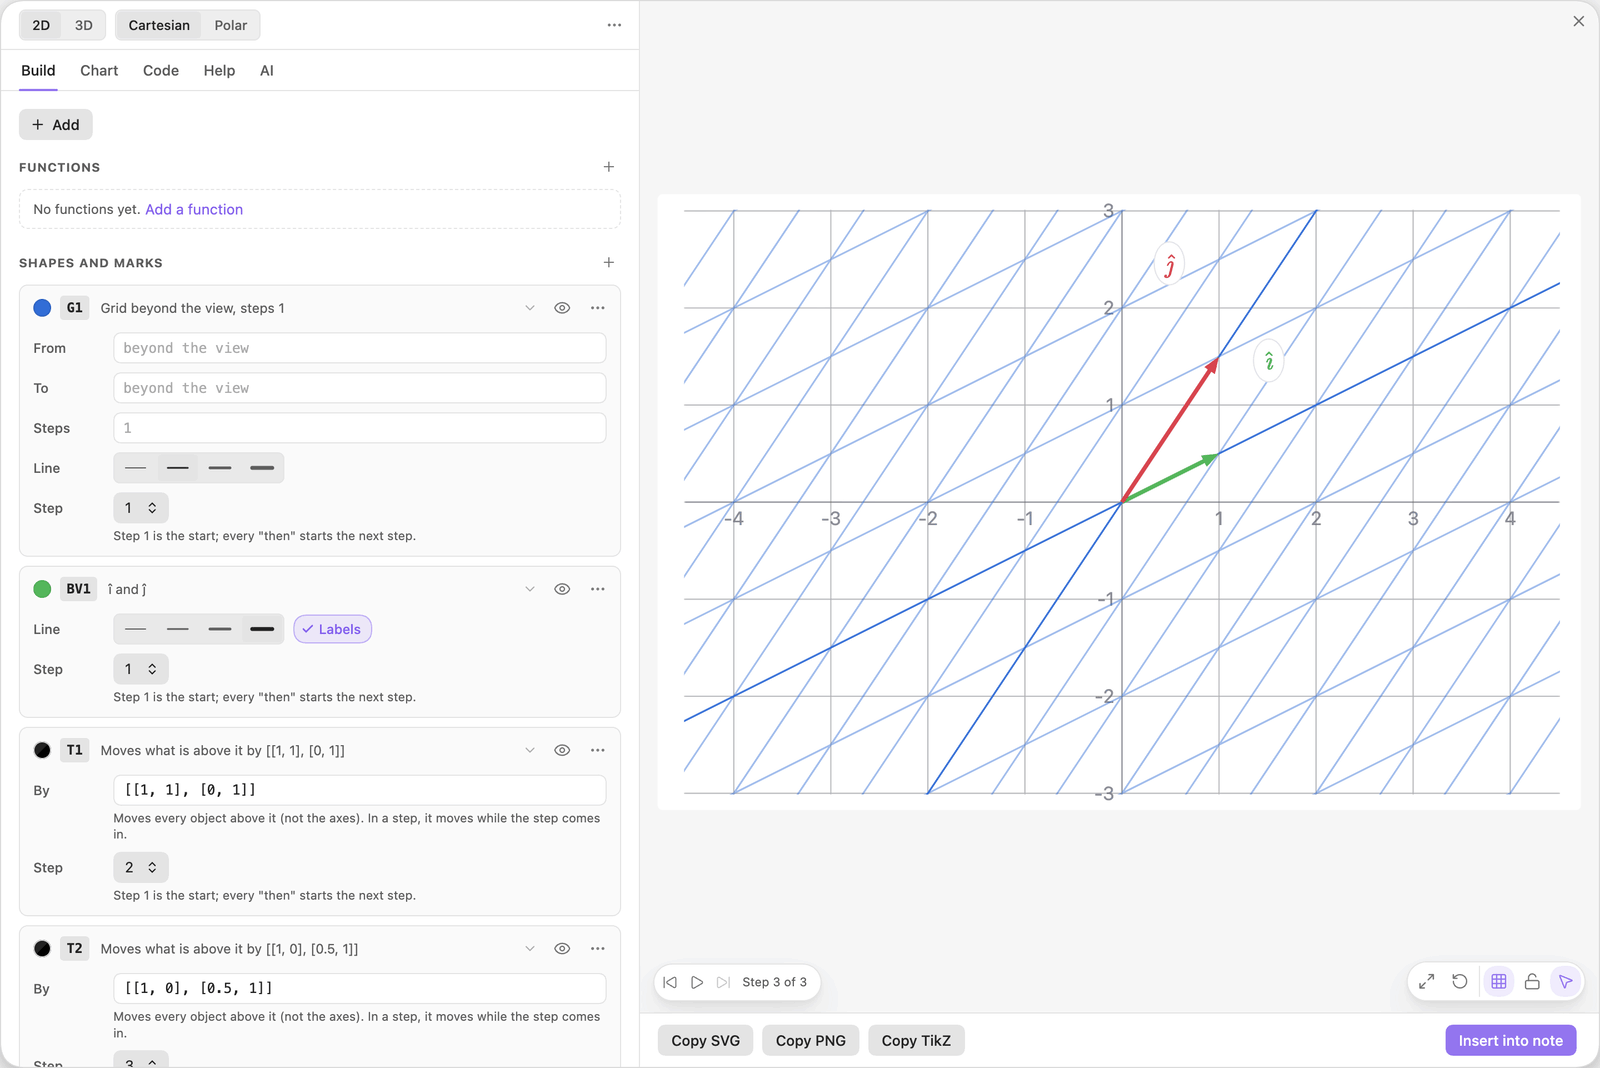 2D 3D Cartesian Polar
Build Chart Code Help AI
+ Add
FUNCTIONS
No functions yet. Add a function
SHAPES AND MARKS
G1 Grid beyond the view, steps 1
From beyond the view
To beyond the view
Steps 1
Line
Step 1
Step 1 is the start; every "then" starts the next step.
BV1 î and ĵ
Line Labels
Step 1
Step 1 is the start; every "then" starts the next step.
T1 Moves what is above it by [[1, 1], [0, 1]]
By [[1, 1], [0, 1]]
Moves every object above it (not the axes). In a step, it moves while the step comes
in.
Step 2
Step 1 is the start; every "then" starts the next step.
T2 Moves what is above it by [[1, 0], [0.5, 1]]
By [[1, 0], [0.5, 1]]
Moves every object above it (not the axes). In a step, it moves while the step comes
in.
Step 3
3
ĵ
2
î
1
-4 -3 -2 -1 1 2 3 4
-1
-2
-3
Step 3 of 3
Copy SVG Copy PNG Copy TikZ Insert into note